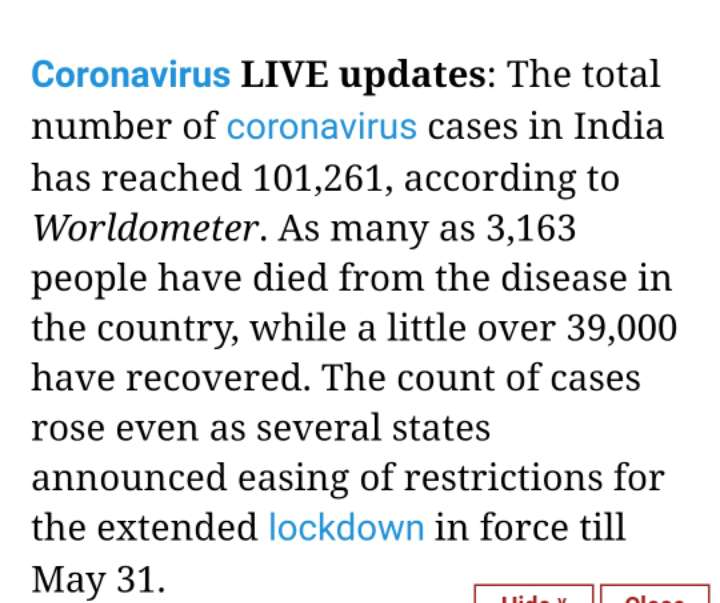 Coronavirus LIVE updates: The total
number of coronavirus cases in India
has reached 101,261, according to
Worldometer. As many as 3,163
people have died from the disease in
the country, while a little over 39,000
have recovered. The count of cases
rose even as several states
announced easing of restrictions for
the extended lockdown in force till
May 31.